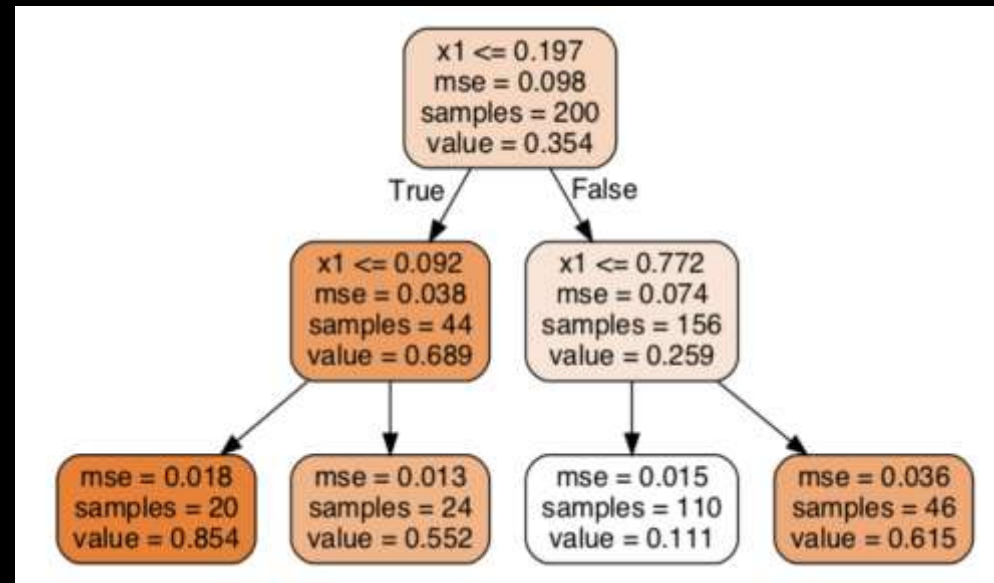 x1 <= 0.197
mse = 0.098
samples = 200
value = 0.354
True
False
x1 <= 0.092
mse = 0.038
samples = 44
value = 0.689
x1 <= 0.772
mse = 0.074
samples = 156
value = 0.259
mse = 0.018
samples = 20
value = 0.854
mse = 0.013
samples = 24
value = 0.552
mse = 0.015
samples = 110
value = 0.111
mse = 0.036
samples = 46
value = 0.615